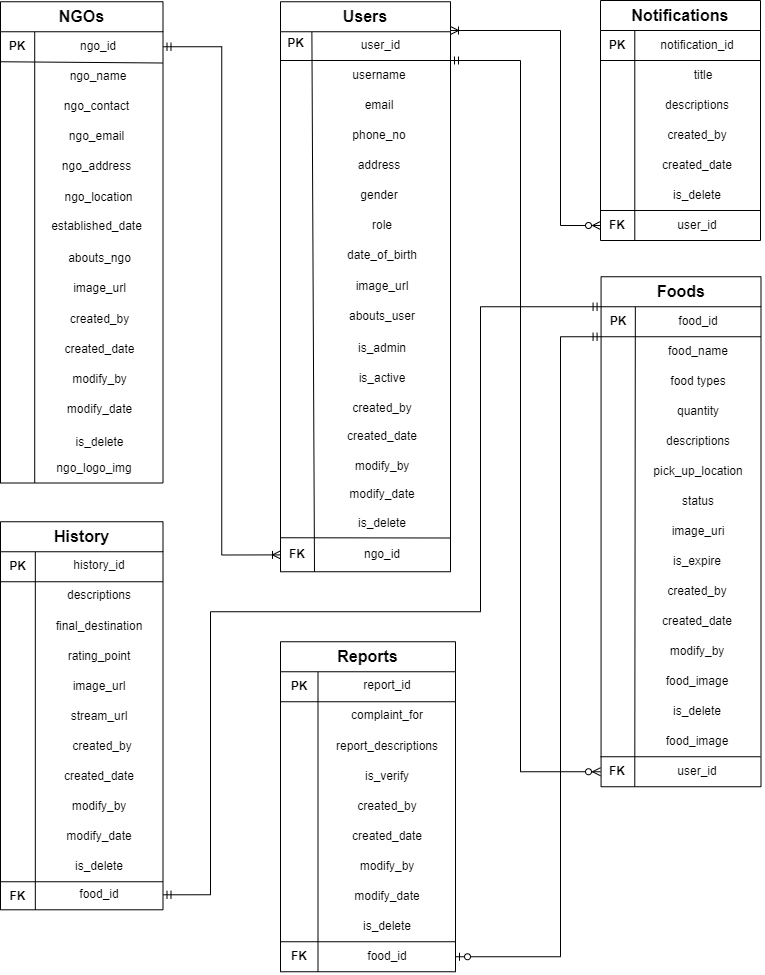 NGOs
PK ngo_id
ngo_name
ngo_contact
ngo_email
ngo_address
ngo_location
established_date
abouts_ngo
image_url
created_by
created_date
modify_by
modify_date
is_delete
ngo_logo_img
Users
PK user_id
username
email
phone_no
address
gender
role
date_of_birth
image_url
abouts_user
is_admin
is_active
created_by
created_date
modify_by
modify_date
is_delete
FK ngo_id
Notifications
PK notification_id
title
descriptions
created_by
created_date
is_delete
FK user_id
Foods
PK food_id
food_name
food types
quantity
descriptions
pick_up_location
status
image_uri
is_expire
created_by
created_date
modify_by
food_image
is_delete
food_image
FK user_id
History
PK history_id
descriptions
final_destination
rating_point
image_url
stream_url
created_by
created_date
modify_by
modify_date
is_delete
FK food_id
Reports
PK report_id
complaint_for
report_descriptions
is_verify
created_by
created_date
modify_by
modify_date
is_delete
FK food_id